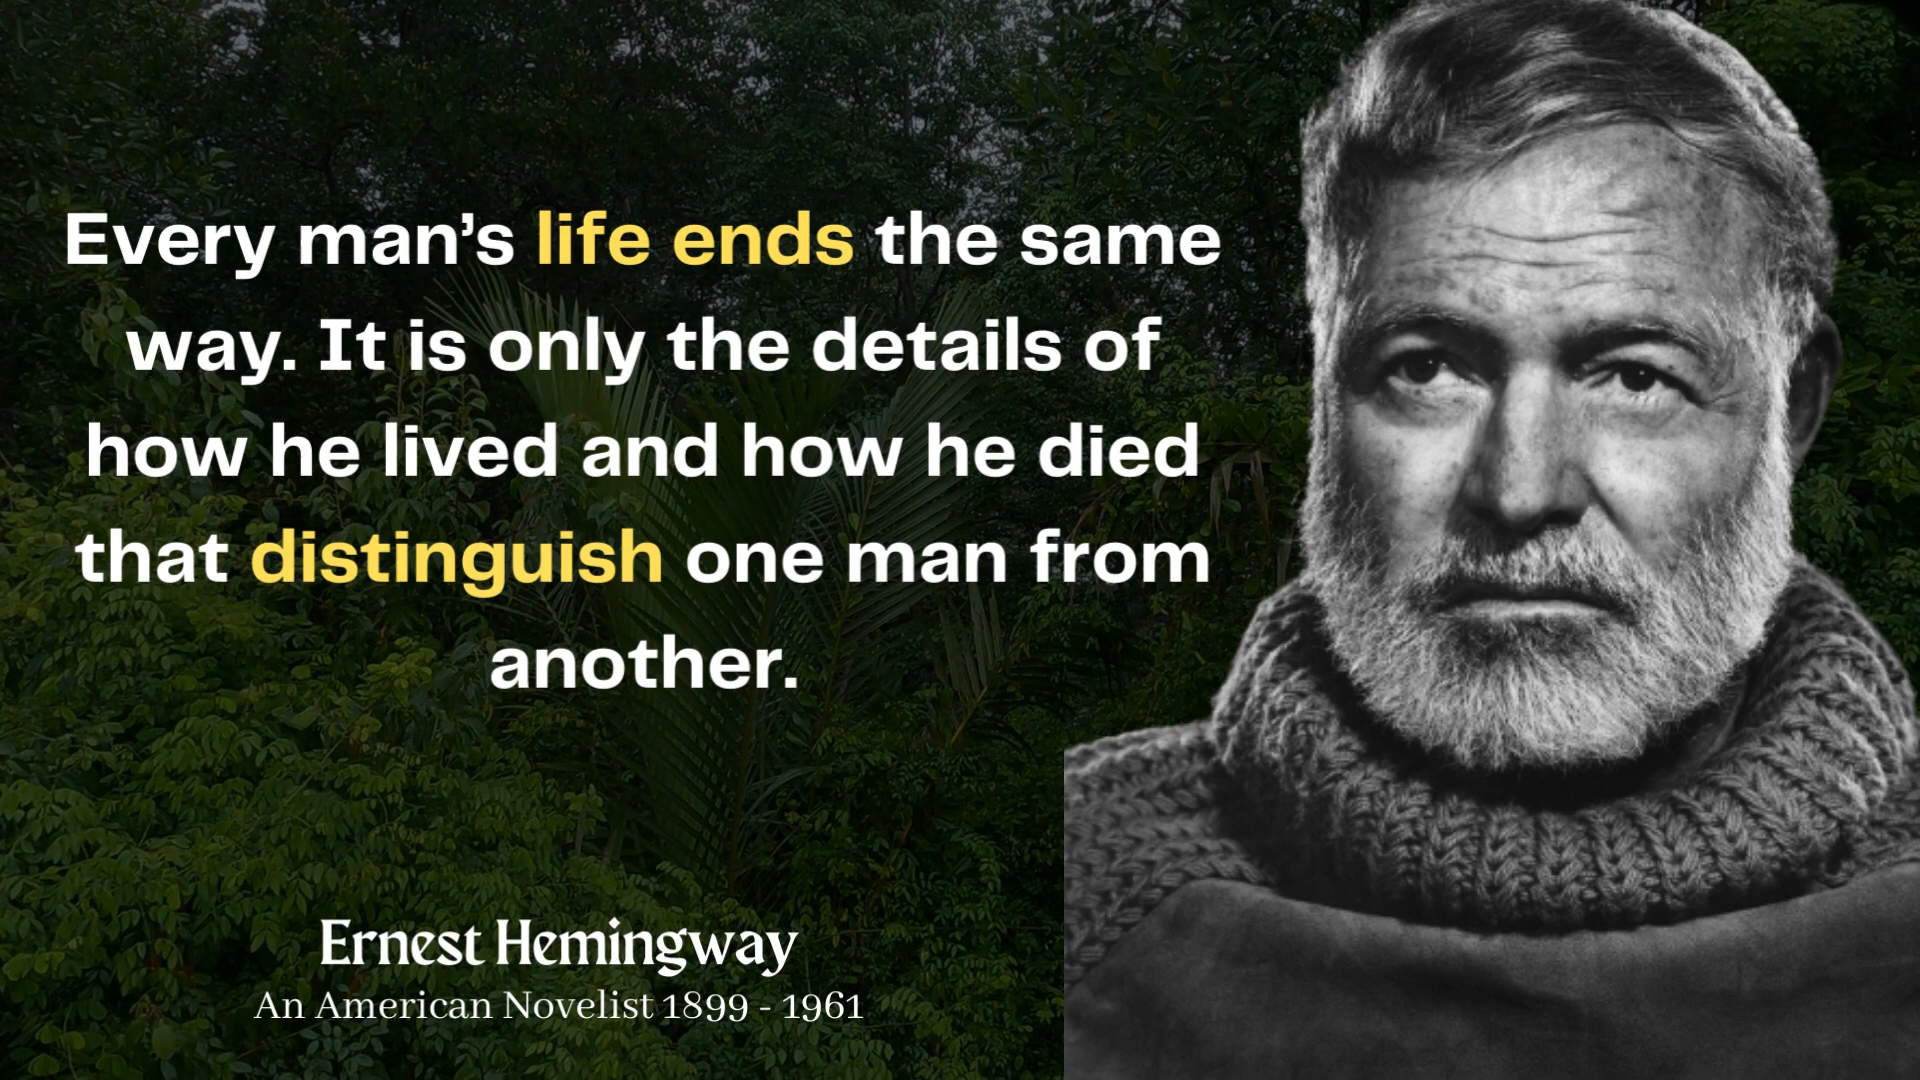 Every man’s life ends the same
way. It is only the details of
how he lived and how he died
that distinguish one man from
another.
Ernest Hemingway
An American Novelist 1899 - 1961